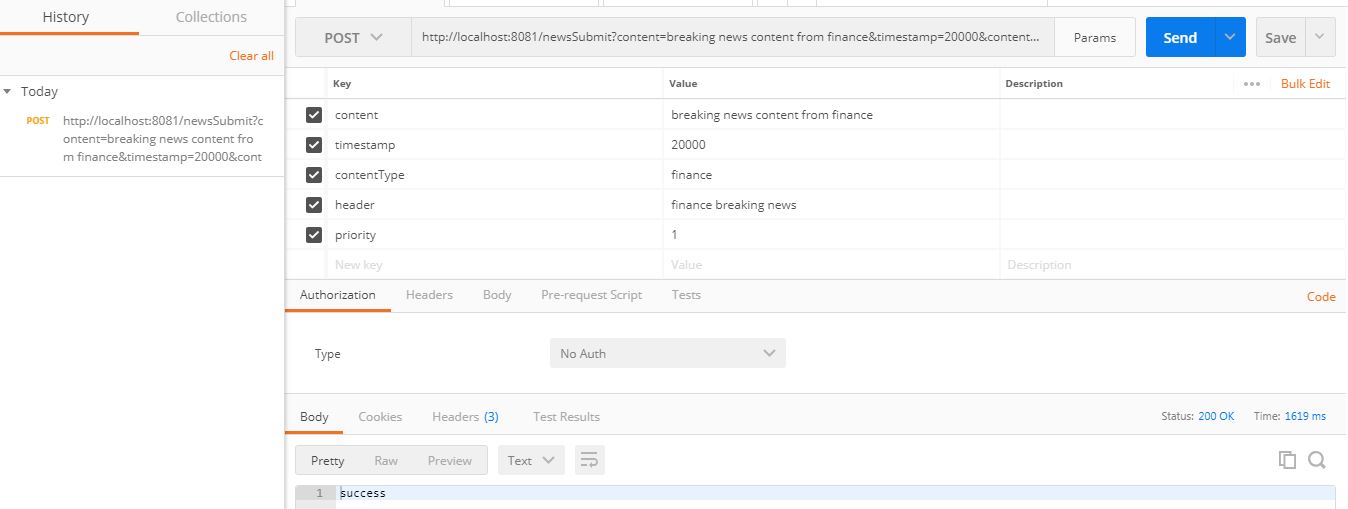 History Collections
Clear all
Today
POST http://localhost:8081/newsSubmit?c
ontent=breaking news content fro
m finance&timestamp=20000&cont
POST http://localhost:8081/newsSubmit?content=breaking news content from finance&timestamp=20000&content... Params Send Save
Key Value Description Bulk Edit
content breaking news content from finance
timestamp 20000
contentType finance
header finance breaking news
priority 1
New key Value Description
Authorization Headers Body Pre-request Script Tests Code
Type No Auth
Body Cookies Headers (3) Test Results Status: 200 OK Time: 1619 ms
Pretty Raw Preview Text
1 success